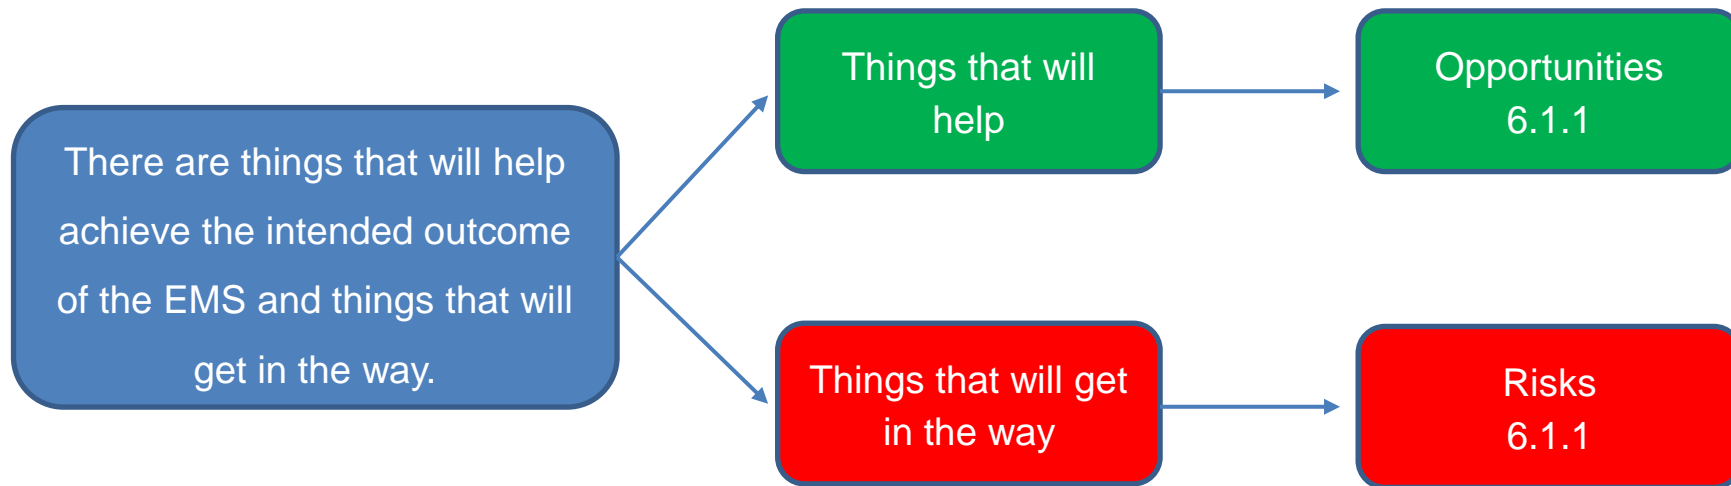 There are things that will help
achieve the intended outcome
of the EMS and things that will
get in the way.
Things that will
help
Opportunities
6.1.1
Things that will get
in the way
Risks
6.1.1